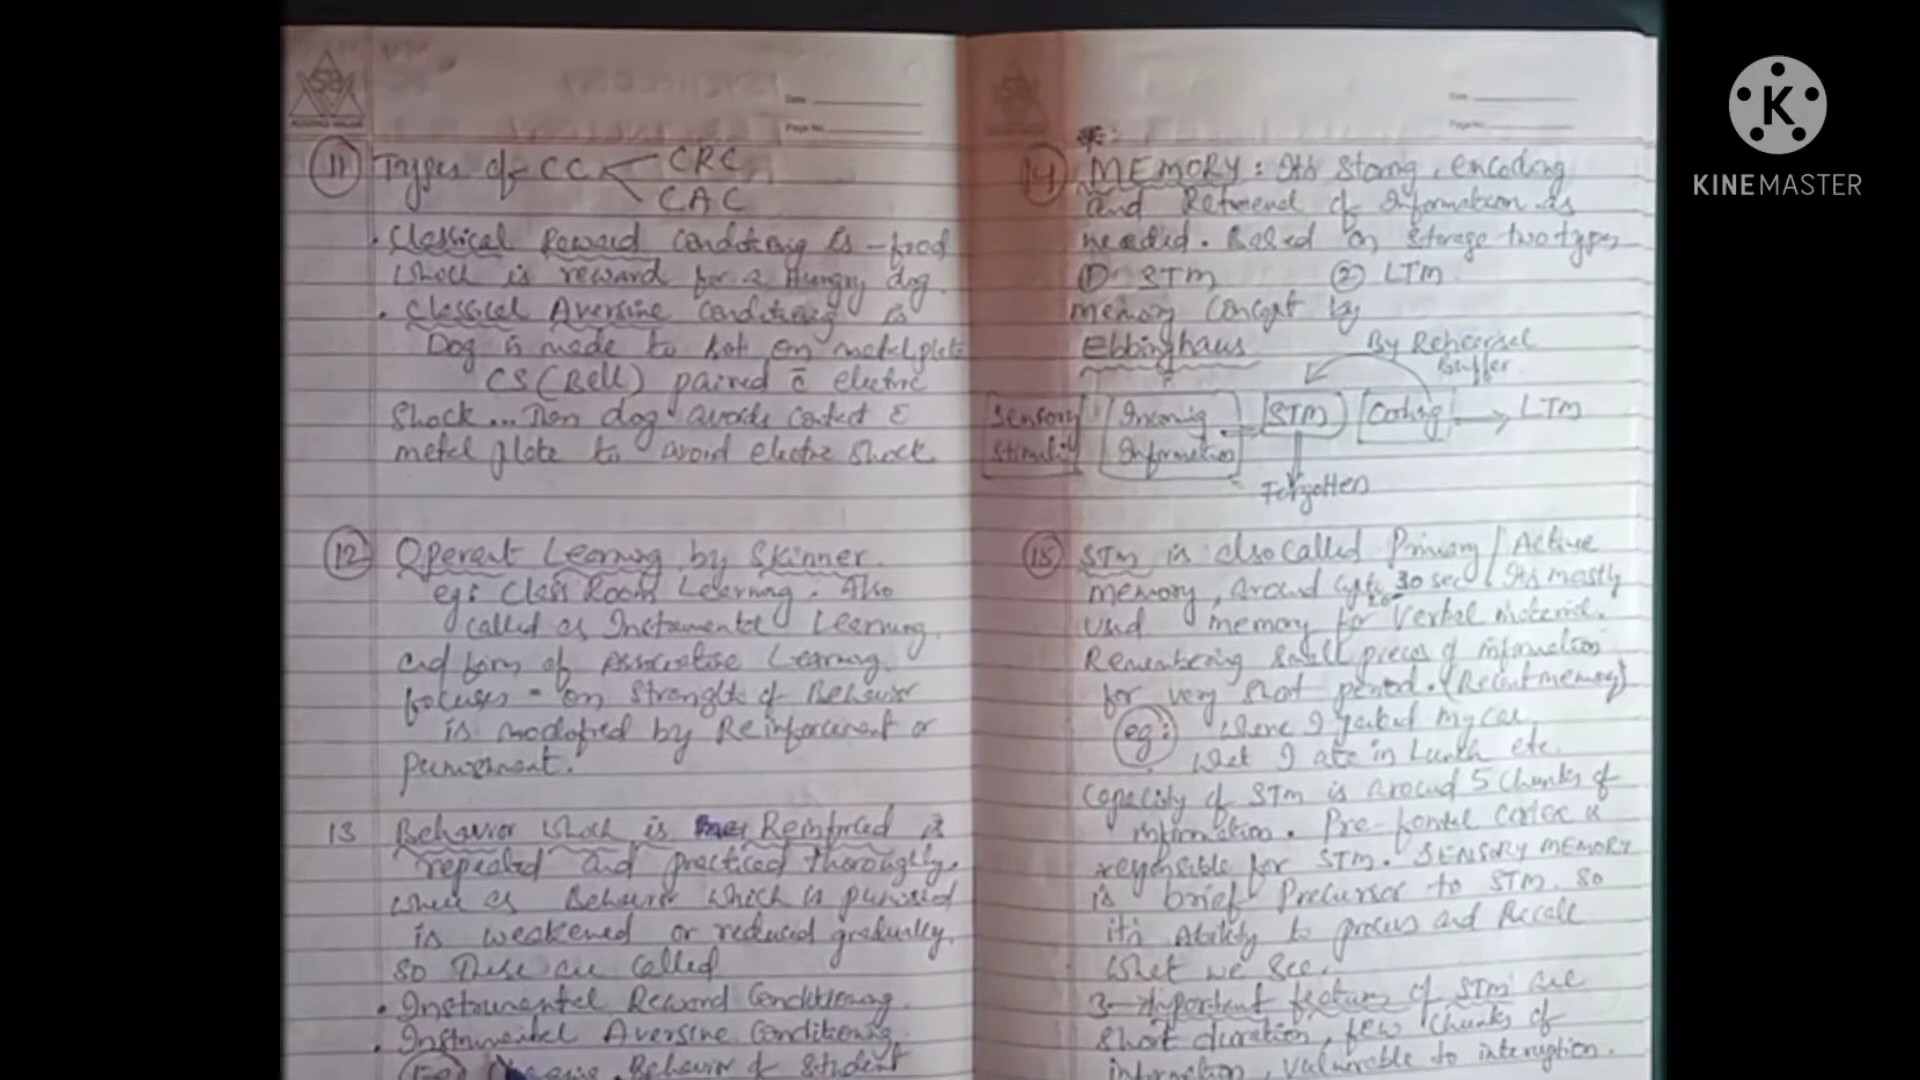 11 Types of CC CRC
CAC
. Classical Reward Conditioning is - food
which is reward for a Hungry dog.
. Classical Aversive Conditioning is
Dog is made to on metal plate
CS (Bell) paired c̄ electric
Shock... Then dog avoids contact c̄
metal plate to avoid electric shock.
12 Operant Learning by Skinner.
eg: Class Room Learning. Also
called as Instrumental Learning.
and form of Associative Learning.
focuses - on strength of Behavior
is modified by Reinforcement or
punishment.
13 Behavior which is Reinforced is
repeated and practiced thoroughly.
where as Behavior which is punished
is weakened or reduced gradually.
so These are called
. Instrumental Reward Conditioning.
. Instrumental Aversive Conditioning.
Behavior of Student
Date
Page No.
14 MEMORY: Its Storing, encoding
and Retrieval of Information as
needed. Based on storage two types
① STM ② LTM
memory Concept by
Ebbinghaus By Rehearsal
Buffer
Sensory Incoming STM Coding LTM
Stimuli Information
Forgotten
15 STM is also called Primary / Active
memory, around 30 sec. Its mostly
used memory for Verbal material.
Remembering small pieces of information
for very short period. (Recent memory)
eg: where I parked my car,
What I ate in Lunch etc.
Capacity of STM is around 5 chunks of
information. Pre-frontal Cortex is
responsible for STM. SENSORY MEMORY
is brief Precursor to STM. so
it's Ability to process and Recall
what we see.
3 Important features of STM are
short duration, few chunks of
information, vulnerable to interruption.
Date
Page No.
K
KINEMASTER